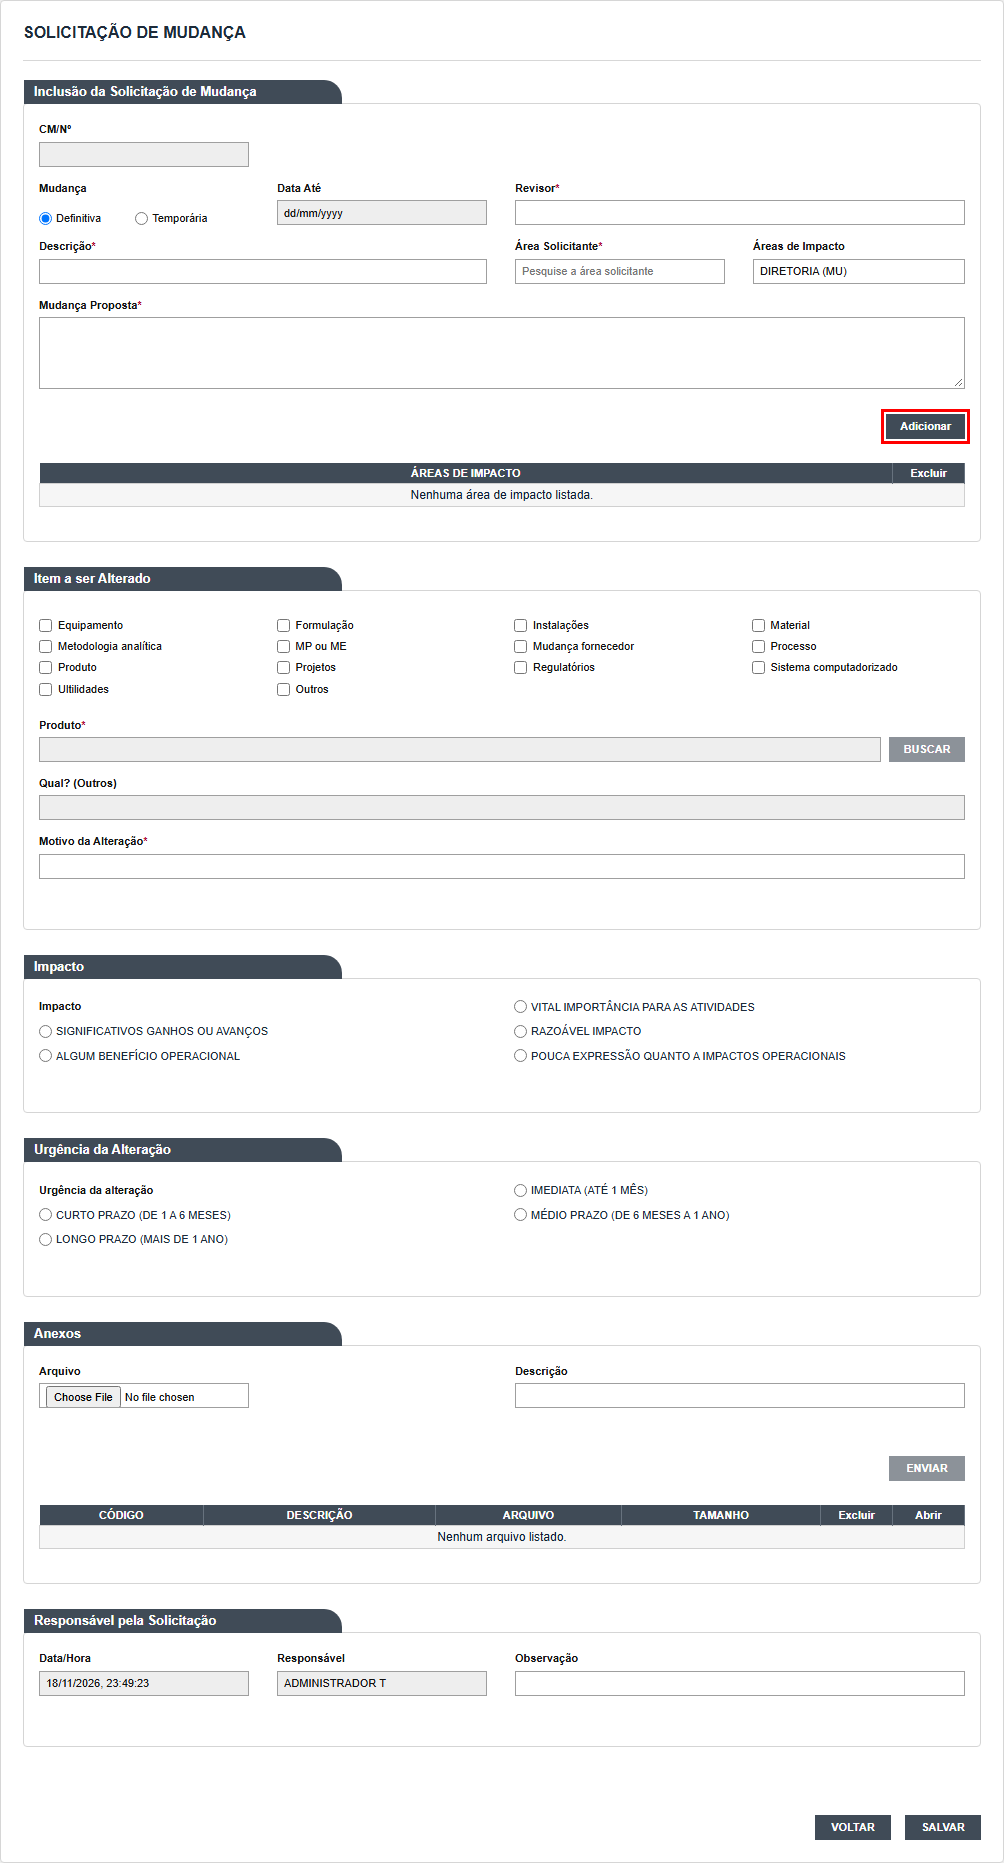 SOLICITAÇÃO DE MUDANÇA
Inclusão da Solicitação de Mudança
CM/Nº
Mudança Data Até Revisor*
Definitiva Temporária dd/mm/yyyy
Descrição* Área Solicitante* Áreas de Impacto
Pesquise a área solicitante DIRETORIA (MU)
Mudança Proposta*
Adicionar
ÁREAS DE IMPACTO Excluir
Nenhuma área de impacto listada.
Item a ser Alterado
Equipamento Formulação Instalações Material
Metodologia analítica MP ou ME Mudança fornecedor Processo
Produto Projetos Regulatórios Sistema computadorizado
Ultilidades Outros
Produto*
BUSCAR
Qual? (Outros)
Motivo da Alteração*
Impacto
Impacto VITAL IMPORTÂNCIA PARA AS ATIVIDADES
SIGNIFICATIVOS GANHOS OU AVANÇOS RAZOÁVEL IMPACTO
ALGUM BENEFÍCIO OPERACIONAL POUCA EXPRESSÃO QUANTO A IMPACTOS OPERACIONAIS
Urgência da Alteração
Urgência da alteração IMEDIATA (ATÉ 1 MÊS)
CURTO PRAZO (DE 1 A 6 MESES) MÉDIO PRAZO (DE 6 MESES A 1 ANO)
LONGO PRAZO (MAIS DE 1 ANO)
Anexos
Arquivo Descrição
Choose File No file chosen
ENVIAR
CÓDIGO DESCRIÇÃO ARQUIVO TAMANHO Excluir Abrir
Nenhum arquivo listado.
Responsável pela Solicitação
Data/Hora Responsável Observação
18/11/2026, 23:49:23 ADMINISTRADOR T
VOLTAR SALVAR